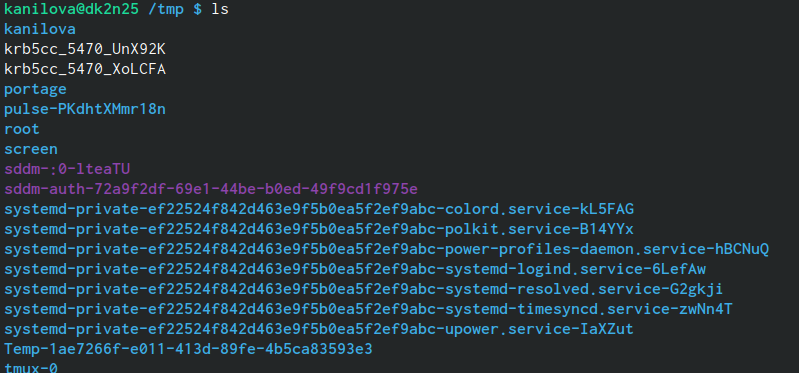 kanilova@dk2n25 /tmp $ ls
kanilova
krb5cc_5470_UnX92K
krb5cc_5470_XoLCFA
portage
pulse-PKdhtXMmr18n
root
screen
sddm-:0-lteaTU
sddm-auth-72a9f2df-69e1-44be-b0ed-49f9cd1f975e
systemd-private-ef22524f842d463e9f5b0ea5f2ef9abc-colord.service-kL5FAG
systemd-private-ef22524f842d463e9f5b0ea5f2ef9abc-polkit.service-B14YYx
systemd-private-ef22524f842d463e9f5b0ea5f2ef9abc-power-profiles-daemon.service-hBCNuQ
systemd-private-ef22524f842d463e9f5b0ea5f2ef9abc-systemd-logind.service-6LefAw
systemd-private-ef22524f842d463e9f5b0ea5f2ef9abc-systemd-resolved.service-G2gkji
systemd-private-ef22524f842d463e9f5b0ea5f2ef9abc-systemd-timesyncd.service-zwNn4T
systemd-private-ef22524f842d463e9f5b0ea5f2ef9abc-upower.service-IaXZut
Temp-1ae7266f-e011-413d-89fe-4b5ca83593e3
tmux-0